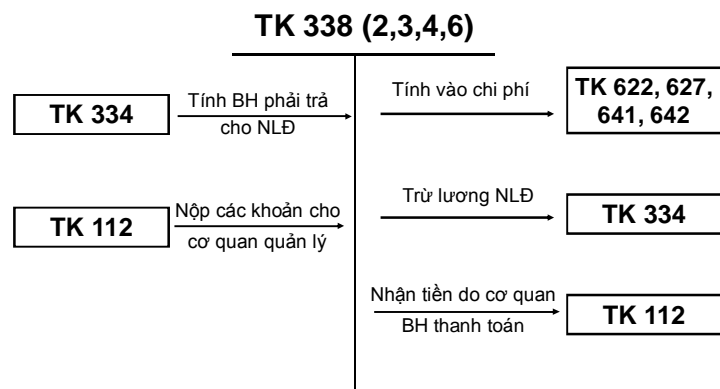 TK 338 (2,3,4,6)
TK 334
Tính BH phải trả
cho NLĐ
Tính vào chi phí
TK 622, 627,
641, 642
TK 112
Nộp các khoản cho
cơ quan quản lý
Trừ lương NLĐ
TK 334
Nhận tiền do cơ quan
BH thanh toán
TK 112